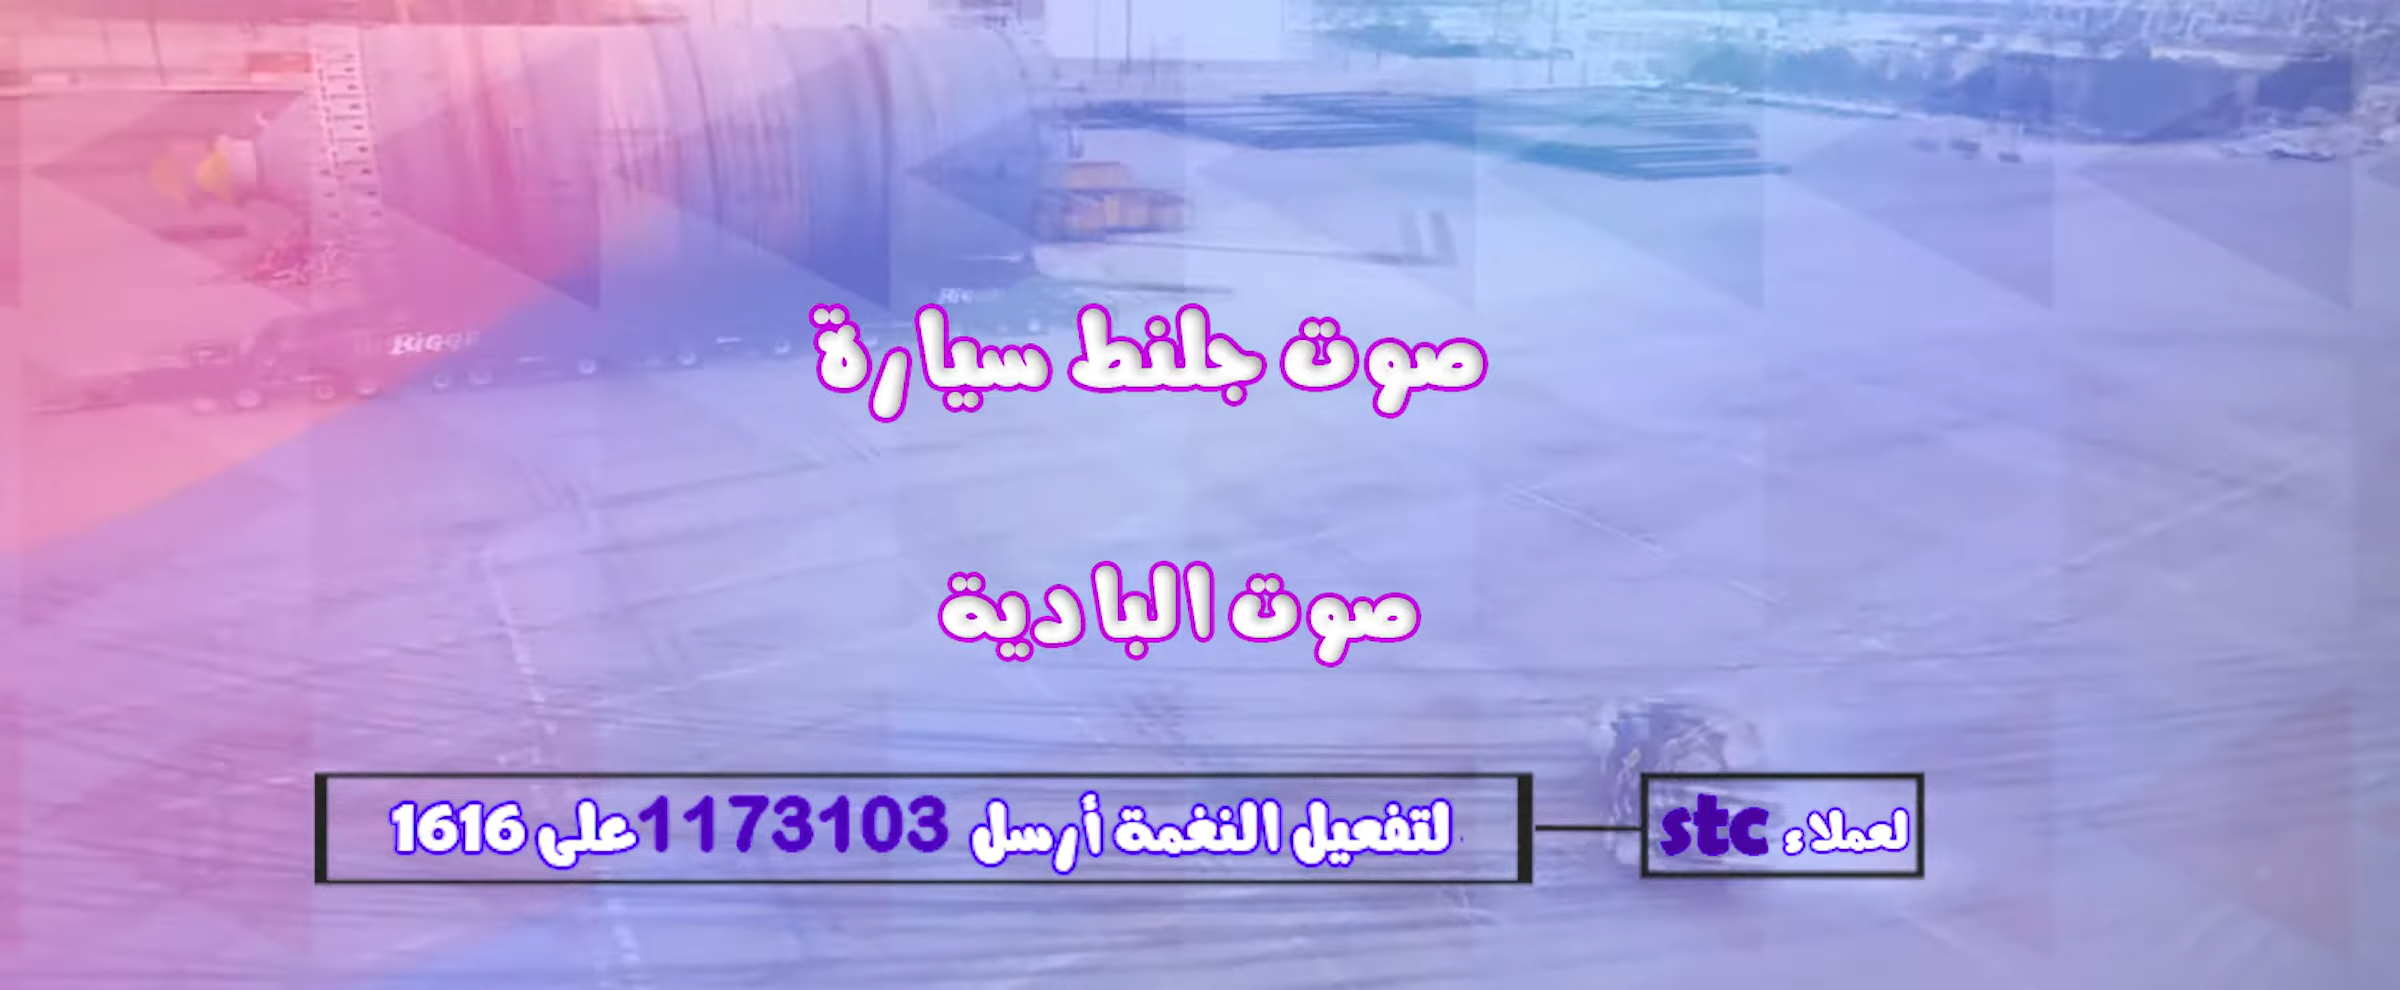 صوت جلنط سيارة
صوت البادية
لعملاء stc
لتفعيل النغمة أرسل 1173103 على 1616